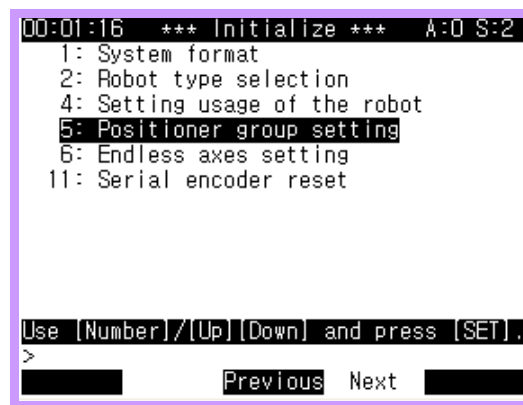 00:01:16 *** Initialize *** A:0 S:2
1: System format
2: Robot type selection
4: Setting usage of the robot
5: Positioner group setting
6: Endless axes setting
11: Serial encoder reset
Use [Number]/[Up][Down] and press [SET].
>
Previous Next